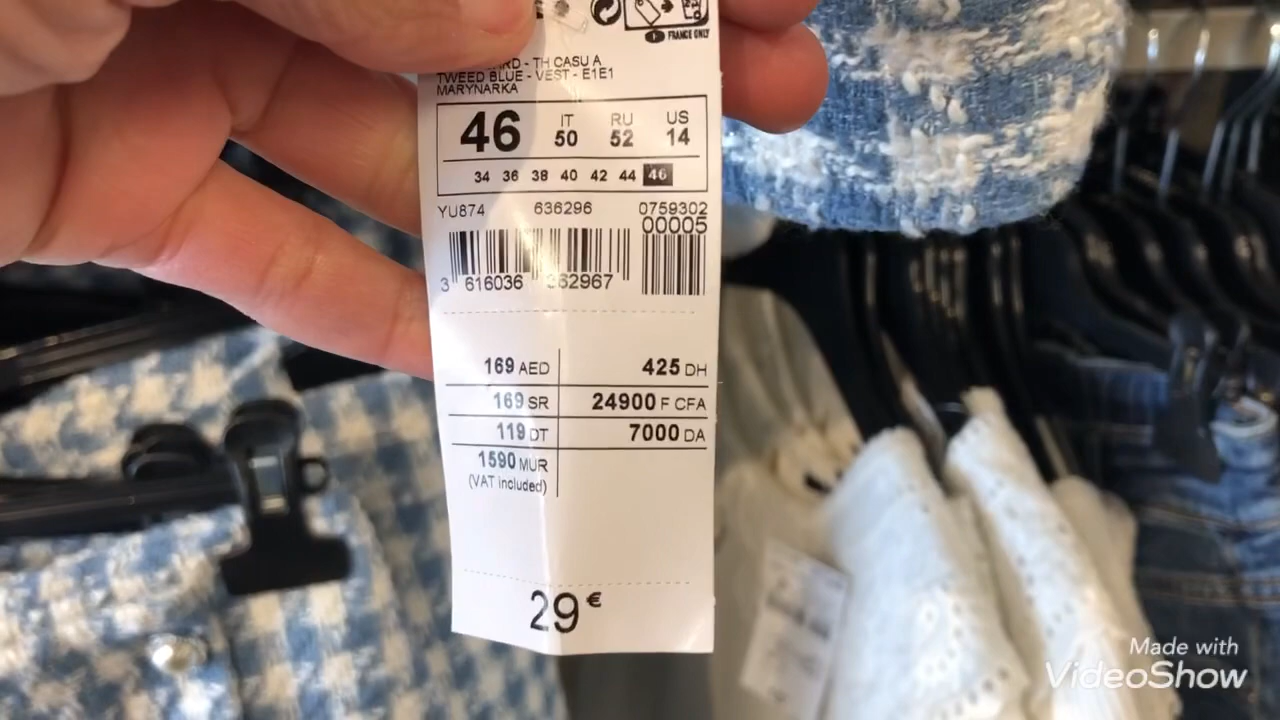 FRANCE ONLY
TH CASU A
TWEED BLUE - VEST - E1E1
MARYNARKA
46 IT 50 RU 52 US 14
34 36 38 40 42 44 46
YU874 636296 0759302
00005
3 616036 362967
169 AED 425 DH
169 SR 24900 F CFA
119 DT 7000 DA
1590 MUR
(VAT included)
29€
Made with
VideoShow